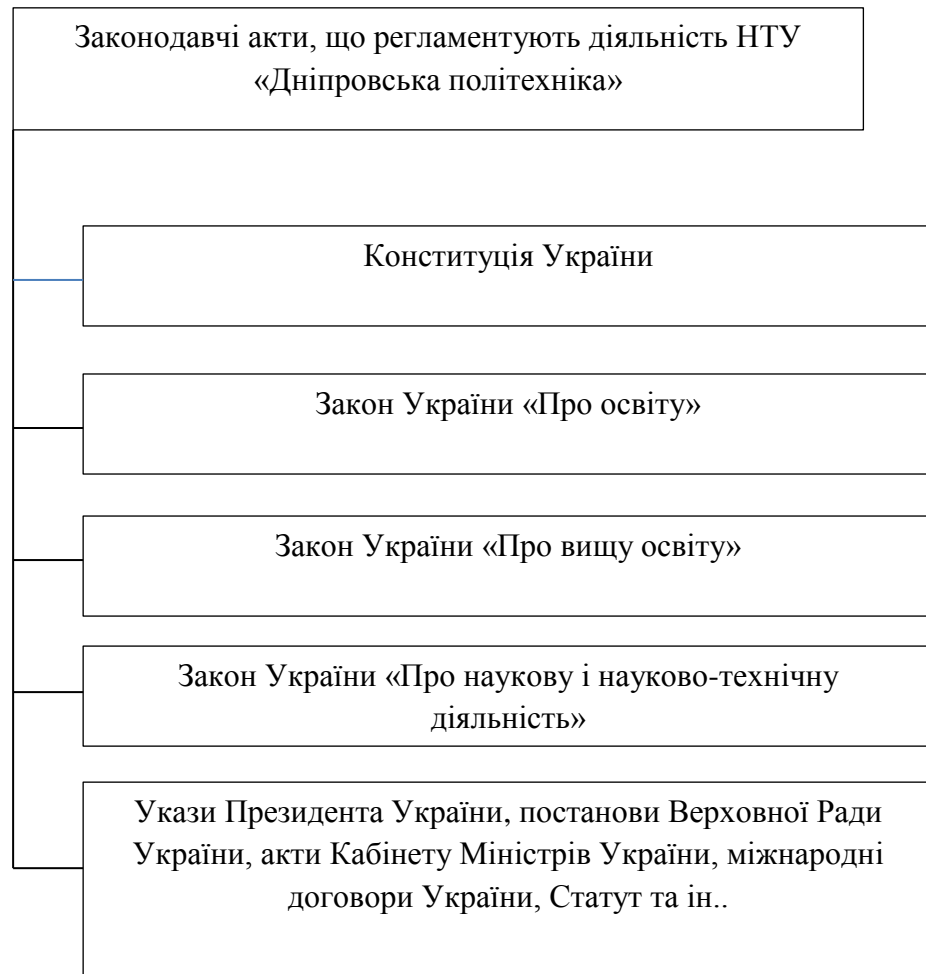 Законодавчі акти, що регламентують діяльність НТУ
«Дніпровська політехніка»
Конституція України
Закон України «Про освіту»
Закон України «Про вищу освіту»
Закон України «Про наукову і науково-технічну
діяльність»
Укази Президента України, постанови Верховної Ради
України, акти Кабінету Міністрів України, міжнародні
договори України, Статут та ін..